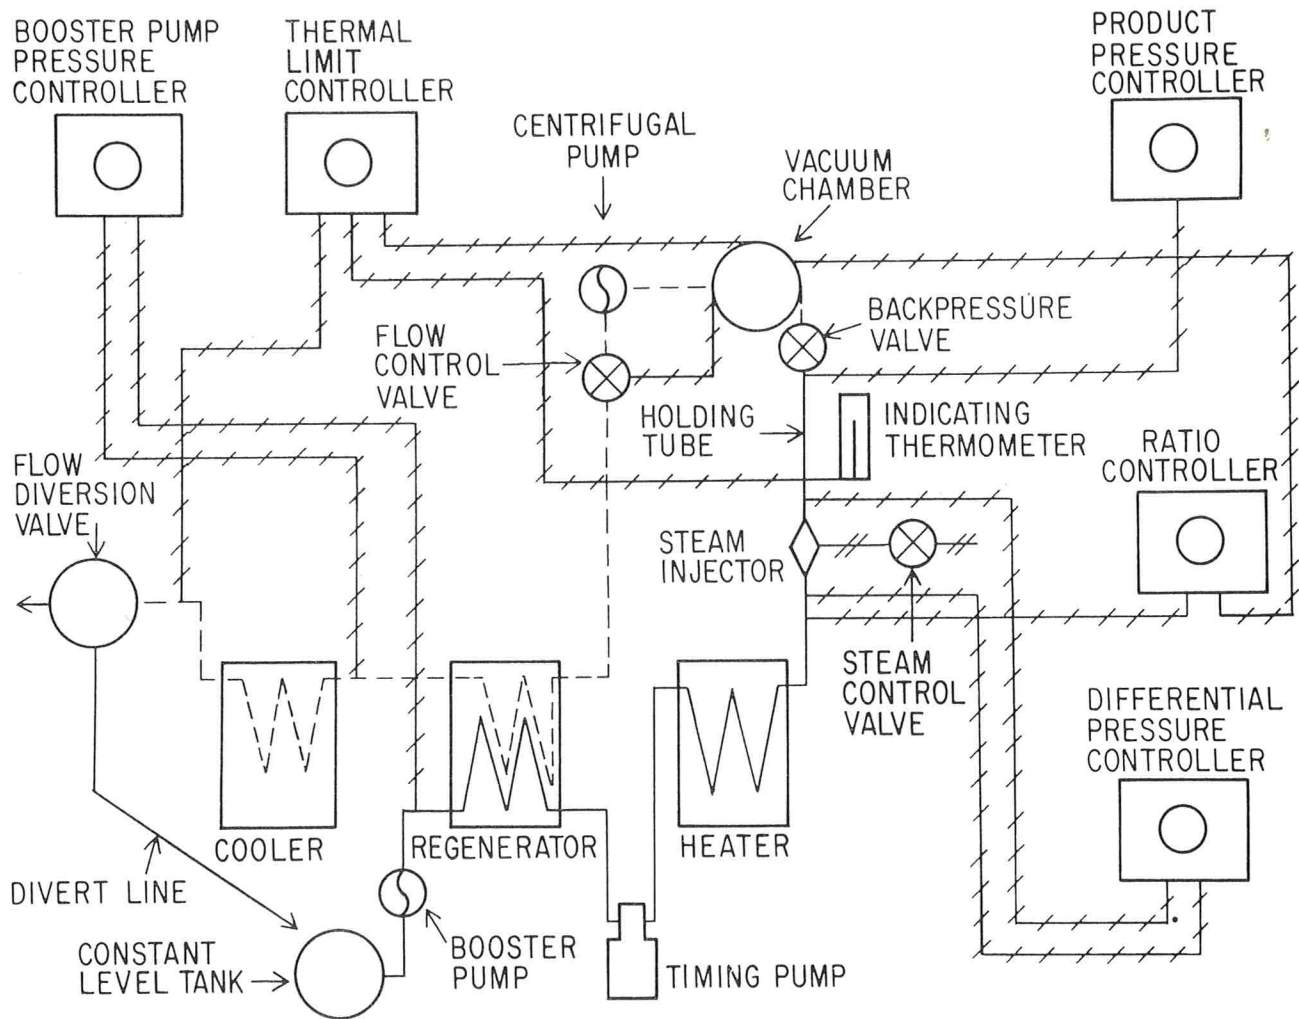 BOOSTER PUMP
PRESSURE
CONTROLLER
THERMAL
LIMIT
CONTROLLER
PRODUCT
PRESSURE
CONTROLLER
CENTRIFUGAL
PUMP
VACUUM
CHAMBER
FLOW
CONTROL
VALVE
BACKPRESSURE
VALVE
HOLDING
TUBE
INDICATING
THERMOMETER
RATIO
CONTROLLER
FLOW
DIVERSION
VALVE
STEAM
INJECTOR
STEAM
CONTROL
VALVE
DIFFERENTIAL
PRESSURE
CONTROLLER
COOLER
REGENERATOR
HEATER
DIVERT LINE
CONSTANT
LEVEL TANK
BOOSTER
PUMP
TIMING PUMP